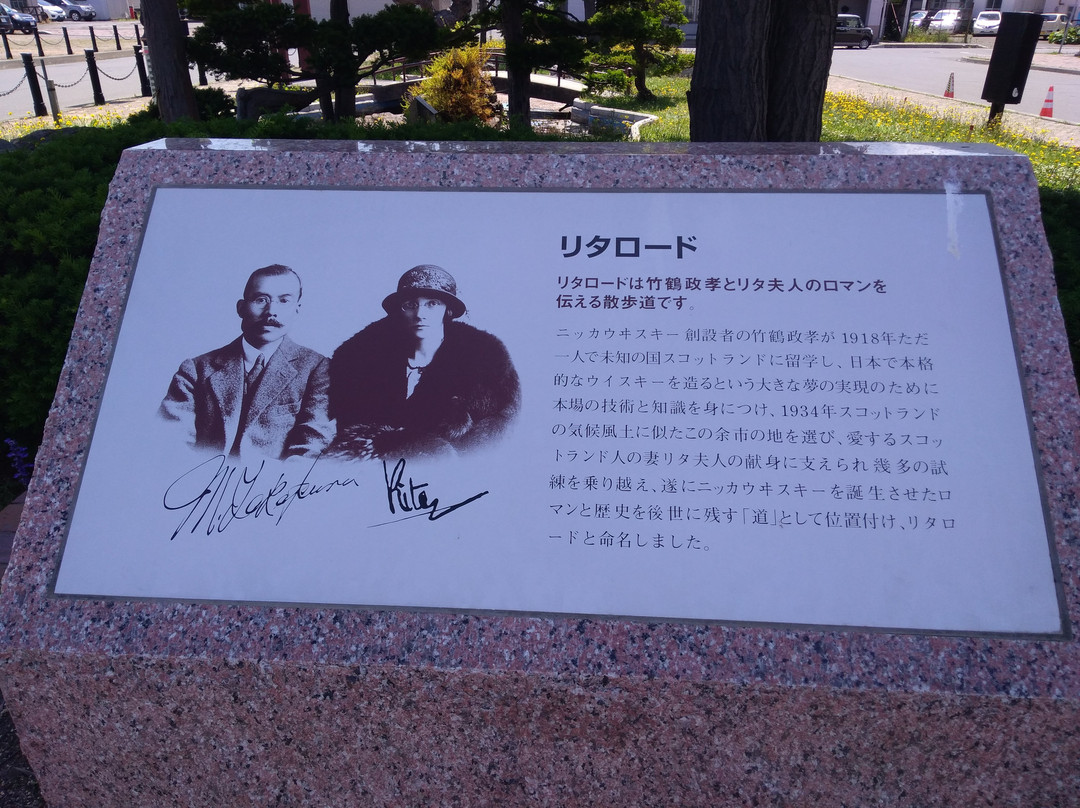 リタロード
リタロードは竹鶴政孝とリタ夫人のロマンを
伝える散歩道です。
ニッカウヰスキー創設者の竹鶴政孝が1918年ただ
一人で未知の国スコットランドに留学し、日本で本格
的なウイスキーを造るという大きな夢の実現のために
本場の技術と知識を身につけ、1934年スコットランド
の気候風土に似たこの余市の地を選び、愛するスコッ
トランド人の妻リタ夫人の献身に支えられ幾多の試
練を乗り越え、遂にニッカウヰスキーを誕生させたロ
マンと歴史を後世に残す「道」として位置付け、リタロ
ードと命名しました。
M. Taketsuru
Rita